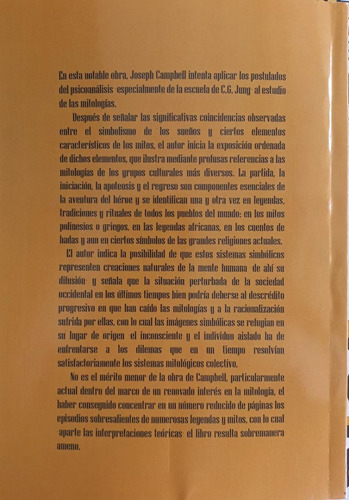 En esta notable obra, Joseph Campbell intenta aplicar los postulados
del psicoanálisis especialmente de la escuela de C.G. Jung al estudio
de las mitologías.
Después de señalar las significativas coincidencias observadas
entre el simbolismo de los sueños y ciertos elementos
característicos de los mitos, el autor inicia la exposición ordenada
de dichos elementos, que ilustra mediante profusas referencias a las
mitologías de los grupos culturales más diversos. La partida, la
iniciación, la apoteosis y el regreso son componentes esenciales de
la aventura del héroe y se identifican una y otra vez en leyendas,
tradiciones y rituales de todos los pueblos del mundo: en los mitos
polinesios o griegos, en las leyendas africanas, en los cuentos de
hadas y aun en ciertos símbolos de las grandes religiones actuales.
El autor indica la posibilidad de que estos sistemas simbólicos
representen creaciones naturales de la mente humana de ahí su
difusión y señala que la situación perturbada de la sociedad
occidental en los últimos tiempos bien podría deberse al descrédito
progresivo en que han caído las mitologías y a la racionalización
sufrida por ellas, con lo cual las imágenes simbólicas se refugian en
su lugar de origen el inconsciente y el individuo aislado ha de
enfrentarse a los dilemas que en un tiempo resolvían
satisfactoriamente los sistemas mitológicos colectivo.
No es el mérito menor de la obra de Campbell, particularmente
actual dentro del marco de un renovado interés en la mitología, el
haber conseguido concentrar en un número reducido de páginas los
episodios sobresalientes de numerosas leyendas y mitos, con lo cual
aparte las interpretaciones teóricas el libro resulta sobremanera
ameno.